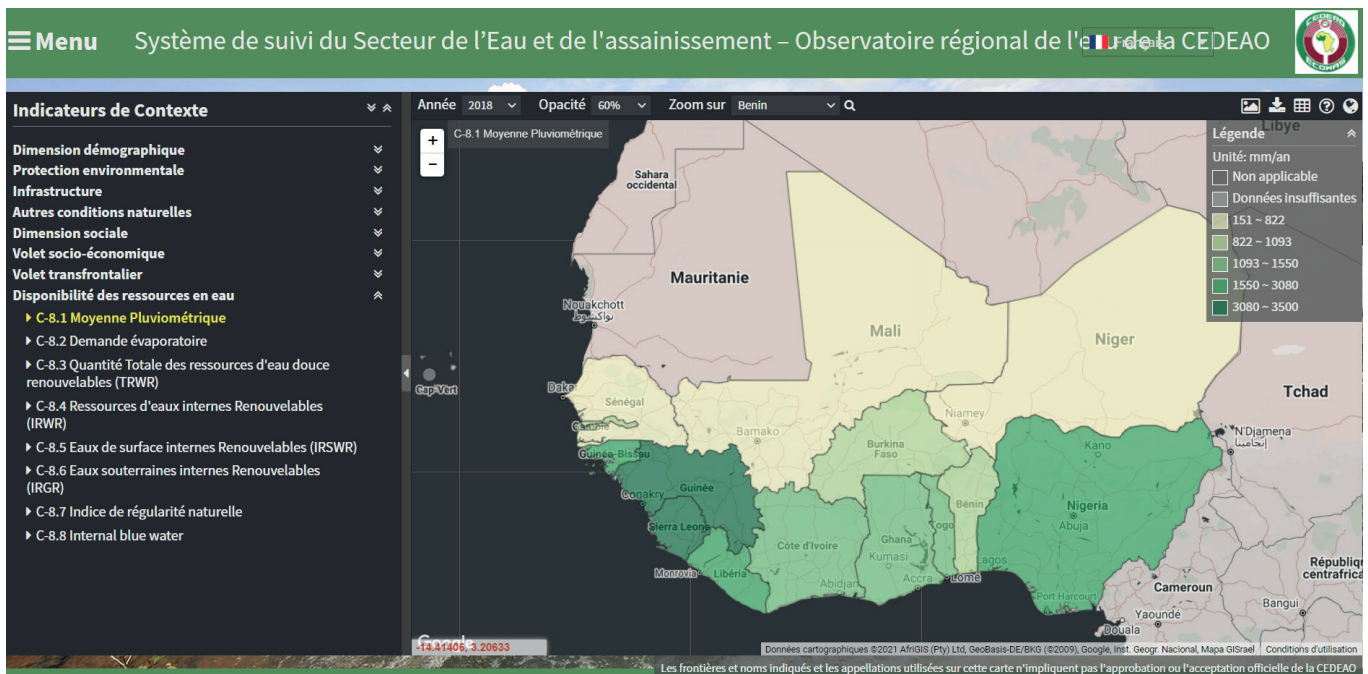 Menu
Système de suivi du Secteur de l’Eau et de l'assainissement – Observatoire régional de l'eau de la CEDEAO
Français
CEDEAO
ECOWAS
Indicateurs de Contexte
Dimension démographique
Protection environmentale
Infrastructure
Autres conditions naturelles
Dimension sociale
Volet socio-économique
Volet transfrontalier
Disponibilité des ressources en eau
C-8.1 Moyenne Pluviométrique
C-8.2 Demande évaporatoire
C-8.3 Quantité Totale des ressources d'eau douce
renouvelables (TRWR)
C-8.4 Ressources d'eaux internes Renouvelables
(IRWR)
C-8.5 Eaux de surface internes Renouvelables (IRSWR)
C-8.6 Eaux souterraines internes Renouvelables
(IRGR)
C-8.7 Indice de régularité naturelle
C-8.8 Internal blue water
Année 2018 Opacité 60% Zoom sur Benin
+
−
C-8.1 Moyenne Pluviométrique
Libye
Légende
Unité: mm/an
Non applicable
Données insuffisantes
151 ~ 822
822 ~ 1093
1093 ~ 1550
1550 ~ 3080
3080 ~ 3500
Sahara
occidental
Mauritanie
Nouakchott
نواكشوط
Mali
Niger
Tchad
Cap-Vert
Dakar
Sénégal
Gambie
Bamako
Niamey
Burkina
Faso
Kano
N'Djamena
إنجامينا
Guinée-Bissau
Guinée
Conakry
Bénin
Nigeria
Abuja
Sierra Leone
Côte d'Ivoire
Ghana
Kumasi
Togo
Lagos
Monrovia
Libéria
Abidjan
Accra
Lomé
Port Harcourt
Cameroun
République
centrafricaine
Bangui
Yaoundé
Douala
Google
-14.41406, 3.20633
Données cartographiques ©2021 AfriGIS (Pty) Ltd, GeoBasis-DE/BKG (©2009), Google, Inst. Geogr. Nacional, Mapa GISrael
Conditions d'utilisation
Les frontières et noms indiqués et les appellations utilisées sur cette carte n'impliquent pas l'approbation ou l'acceptation officielle de la CEDEAO